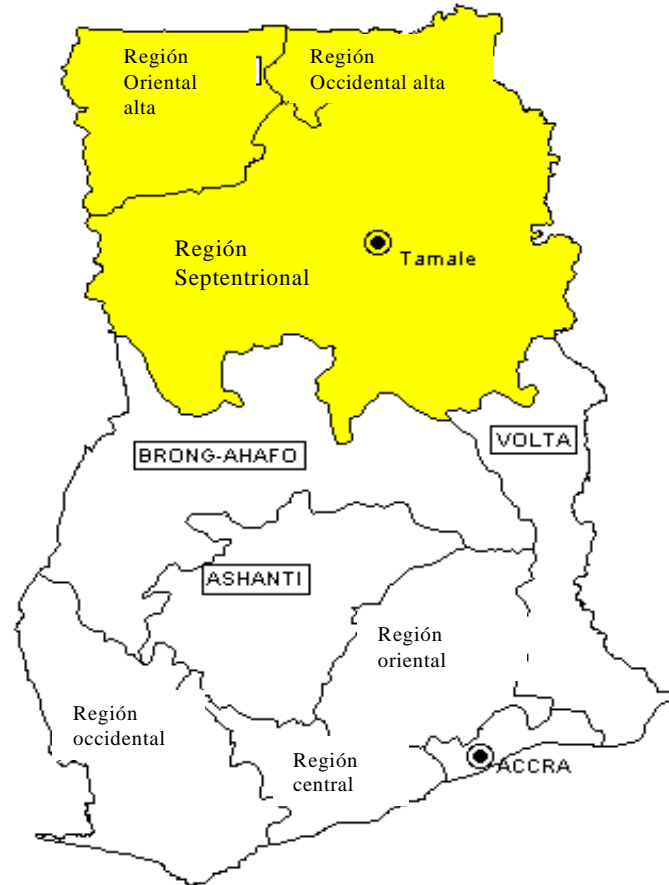 Región
Oriental
alta
Región
Occidental alta
Región
Septentrional
Tamale
BRONG-AHAFO
VOLTA
ASHANTI
Región
oriental
Región
occidental
Región
central
ACCRA